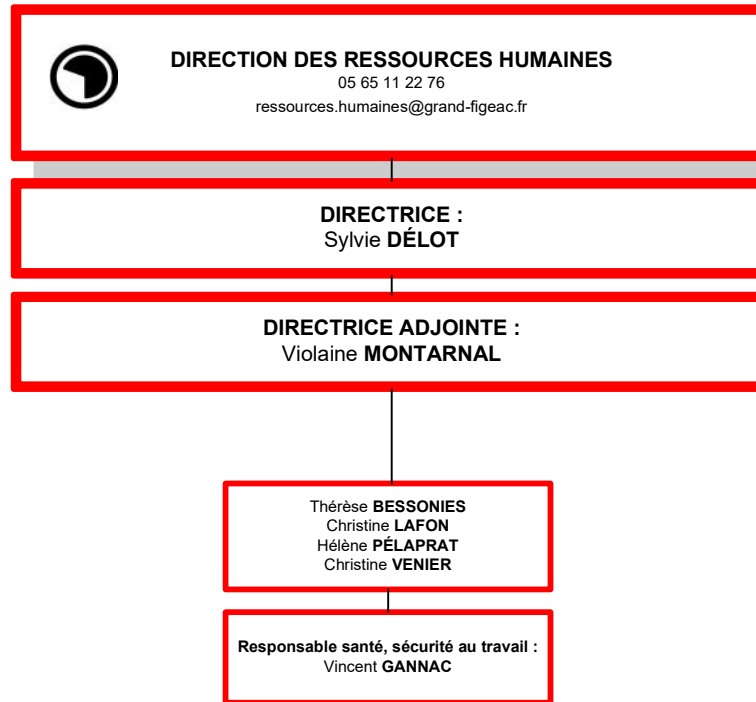 DIRECTION DES RESSOURCES HUMAINES
05 65 11 22 76
ressources.humaines@grand-figeac.fr
DIRECTRICE :
Sylvie DÉLOT
DIRECTRICE ADJOINTE :
Violaine MONTARNAL
Thérèse BESSONIES
Christine LAFON
Hélène PÉLAPRAT
Christine VENIER
Responsable santé, sécurité au travail :
Vincent GANNAC